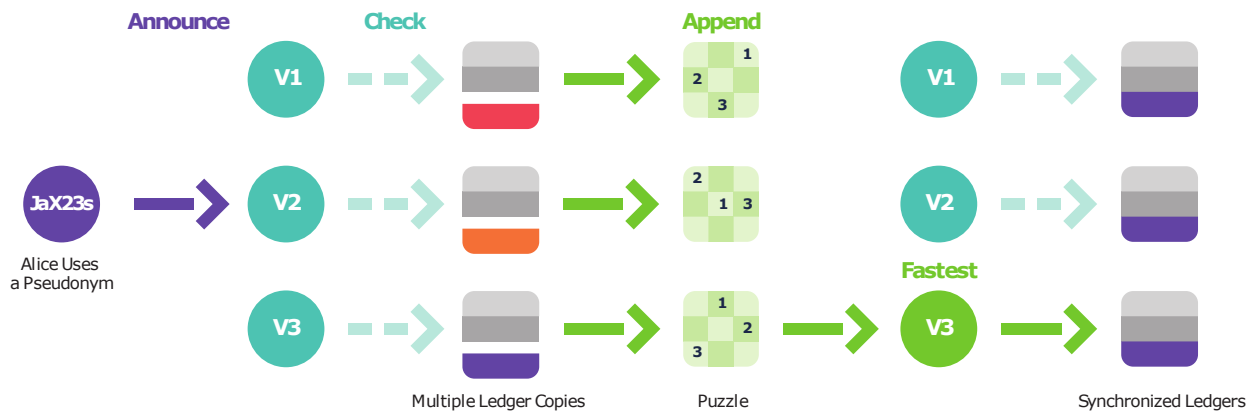 Announce
Check
Append
V1
1
2
3
V1
JaX23s
V2
2
1 3
V2
Alice Uses
a Pseudonym
Fastest
V3
1
2
3
V3
Multiple Ledger Copies
Puzzle
Synchronized Ledgers